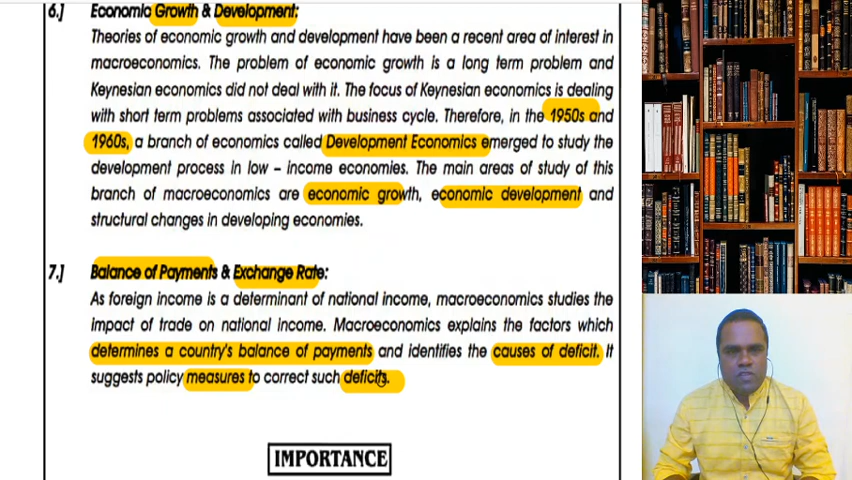 6.] Economic Growth & Development:
Theories of economic growth and development have been a recent area of interest in
macroeconomics. The problem of economic growth is a long term problem and
Keynesian economics did not deal with it. The focus of Keynesian economics is dealing
with short term problems associated with business cycle. Therefore, in the 1950s and
1960s, a branch of economics called Development Economics emerged to study the
development process in low – income economies. The main areas of study of this
branch of macroeconomics are economic growth, economic development and
structural changes in developing economies.
7.] Balance of Payments & Exchange Rate:
As foreign income is a determinant of national income, macroeconomics studies the
impact of trade on national income. Macroeconomics explains the factors which
determines a country's balance of payments and identifies the causes of deficit. It
suggests policy measures to correct such deficits.
IMPORTANCE